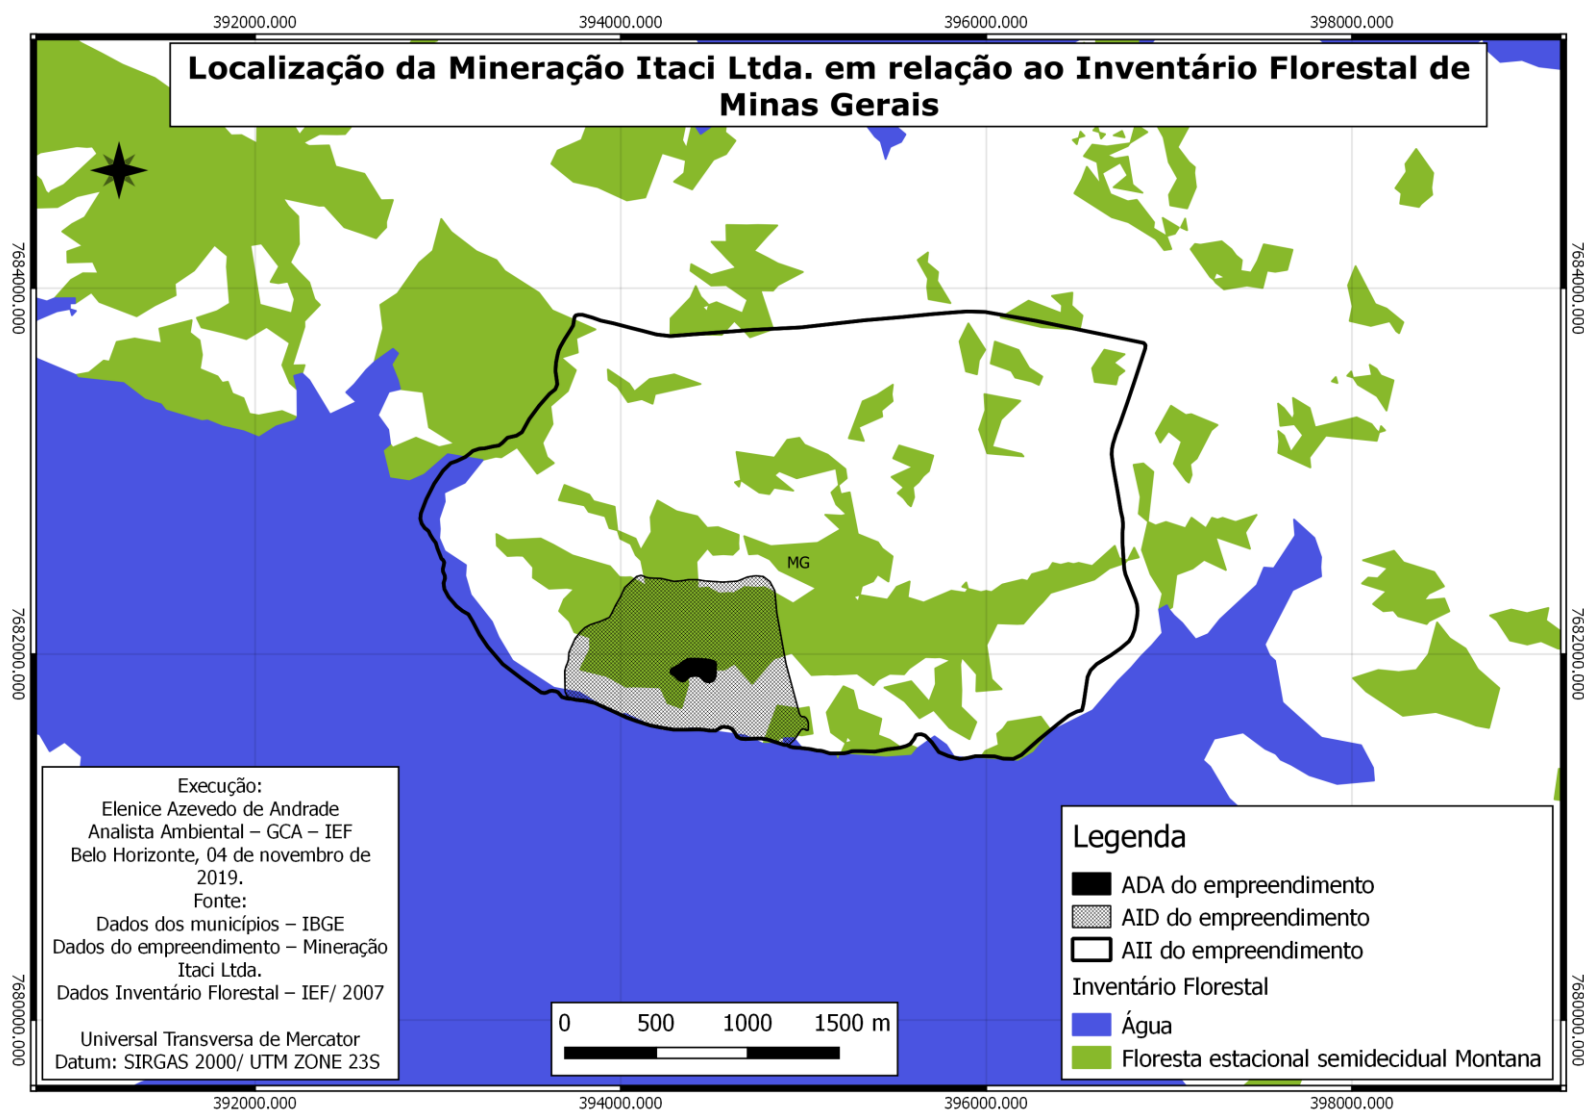 392000.000
394000.000
396000.000
398000.000
Localização da Mineração Itaci Ltda. em relação ao Inventário Florestal de
Minas Gerais
7684000.000
7684000.000
MG
7682000.000
7682000.000
Execução:
Elenice Azevedo de Andrade
Analista Ambiental – GCA – IEF
Belo Horizonte, 04 de novembro de
2019.
Fonte:
Dados dos municípios – IBGE
Dados do empreendimento – Mineração
Itaci Ltda.
Dados Inventário Florestal – IEF/ 2007
Universal Transversa de Mercator
Datum: SIRGAS 2000/ UTM ZONE 23S
0 500 1000 1500 m
Legenda
ADA do empreendimento
AID do empreendimento
AII do empreendimento
Inventário Florestal
Água
Floresta estacional semidecidual Montana
7680000.000
7680000.000
392000.000
394000.000
396000.000
398000.000